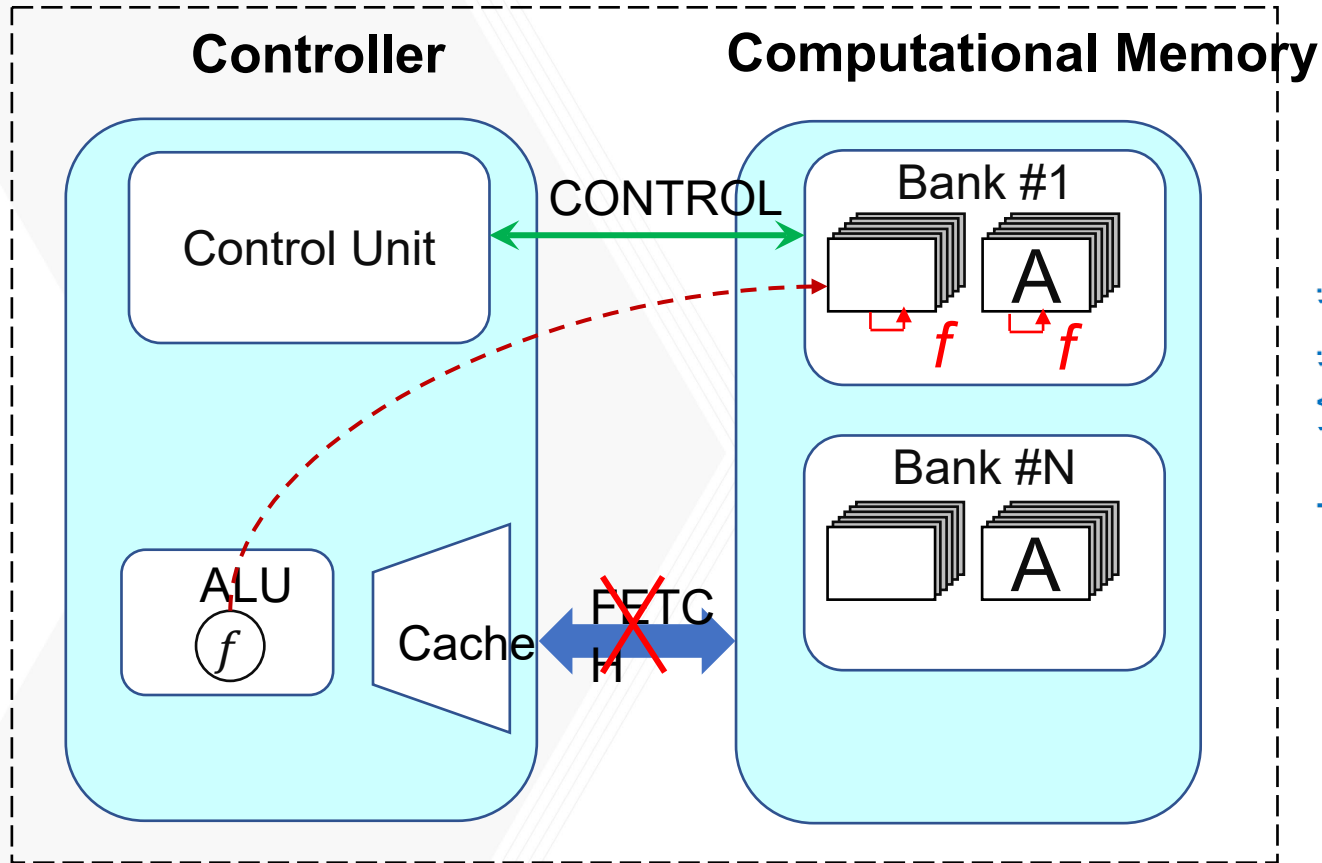 Controller
Computational Memory
Control Unit
CONTROL
Bank #1
A
f
f
Bank #N
A
ALU
f
Cache
FETC
H